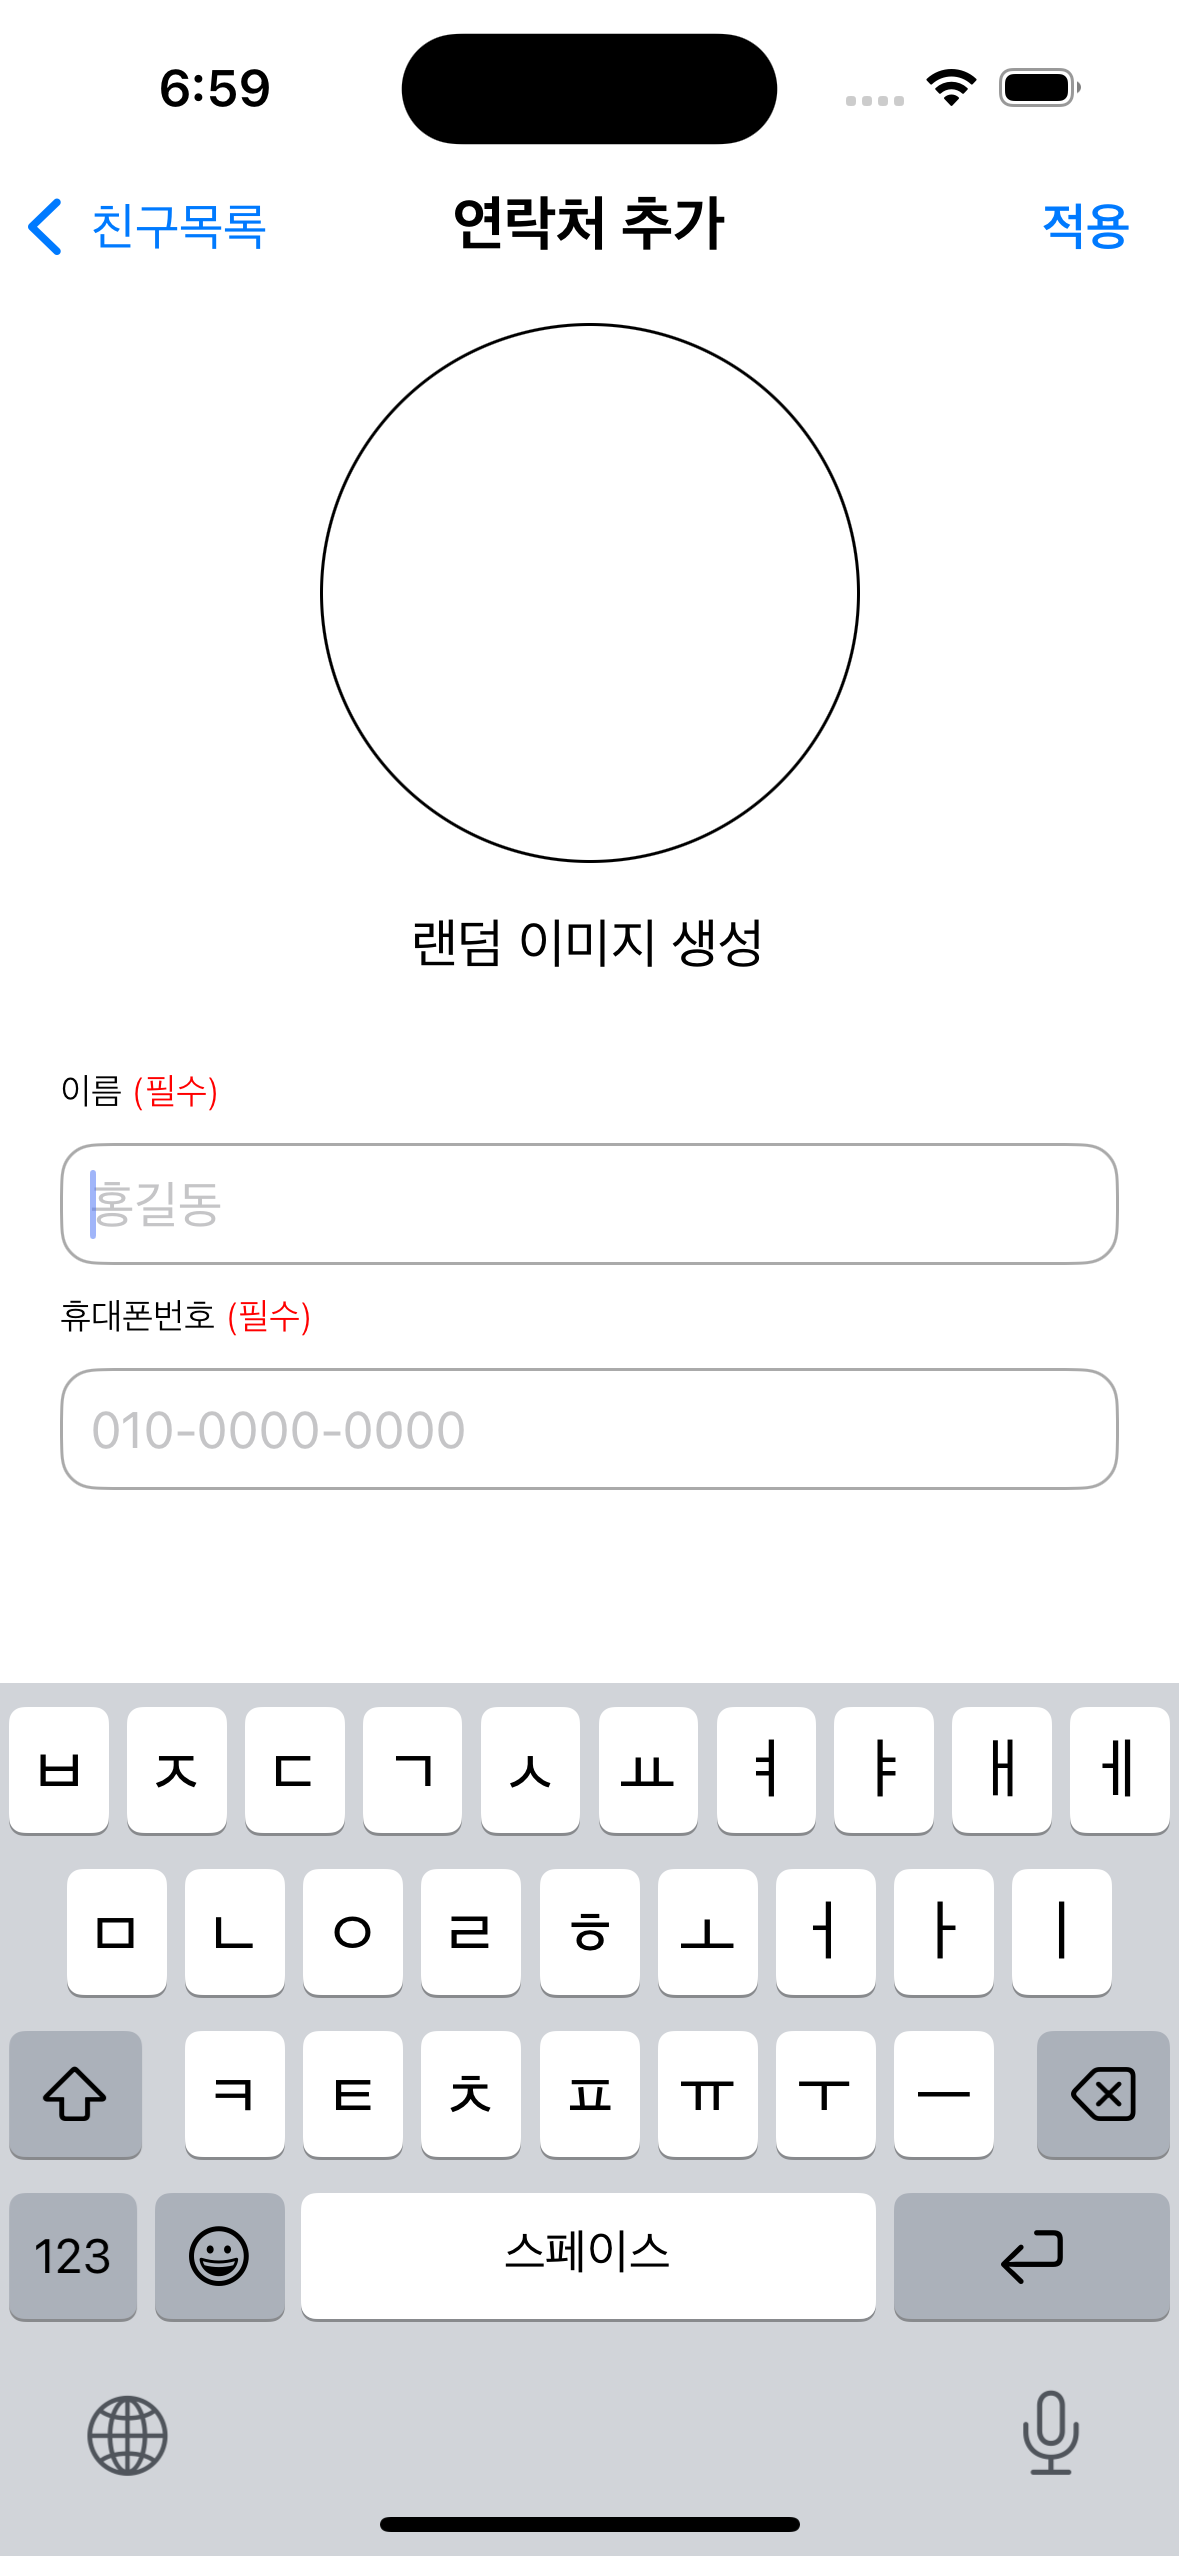 6:59
친구목록 연락처 추가 적용
랜덤 이미지 생성
이름 (필수)
홍길동
휴대폰번호 (필수)
010-0000-0000
ㅂ ㅈ ㄷ ㄱ ㅅ ㅛ ㅕ ㅑ ㅐ ㅔ
ㅁ ㄴ ㅇ ㄹ ㅎ ㅗ ㅓ ㅏ ㅣ
ㅋ ㅌ ㅊ ㅍ ㅠ ㅜ ㅡ
123 스페이스